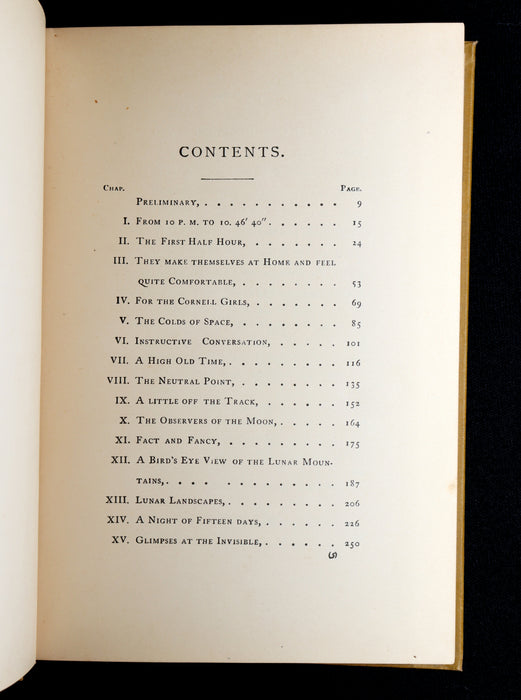 CONTENTS.
Chap. Page.
Preliminary, . . . . . . . . . . . 9
I. From 10 p. m. to 10. 46' 40" . . . . . . 15
II. The First Half Hour, . . . . . . . 24
III. They make themselves at Home and feel
quite Comfortable, . . . . . . . . 53
IV. For the Cornell Girls, . . . . . . . 69
V. The Colds of Space, . . . . . . . . 85
VI. Instructive Conversation, . . . . . 101
VII. A High Old Time, . . . . . . . . 116
VIII. The Neutral Point, . . . . . . . . 135
IX. A little off the Track, . . . . . . 152
X. The Observers of the Moon, . . . . . 164
XI. Fact and Fancy, . . . . . . . . 175
XII. A Bird's Eye View of the Lunar Moun-
tains, . . . . . . . . . . . 187
XIII. Lunar Landscapes, . . . . . . . . 206
XIV. A Night of Fifteen days, . . . . . . 226
XV. Glimpses at the Invisible, . . . . . . 250
(5)